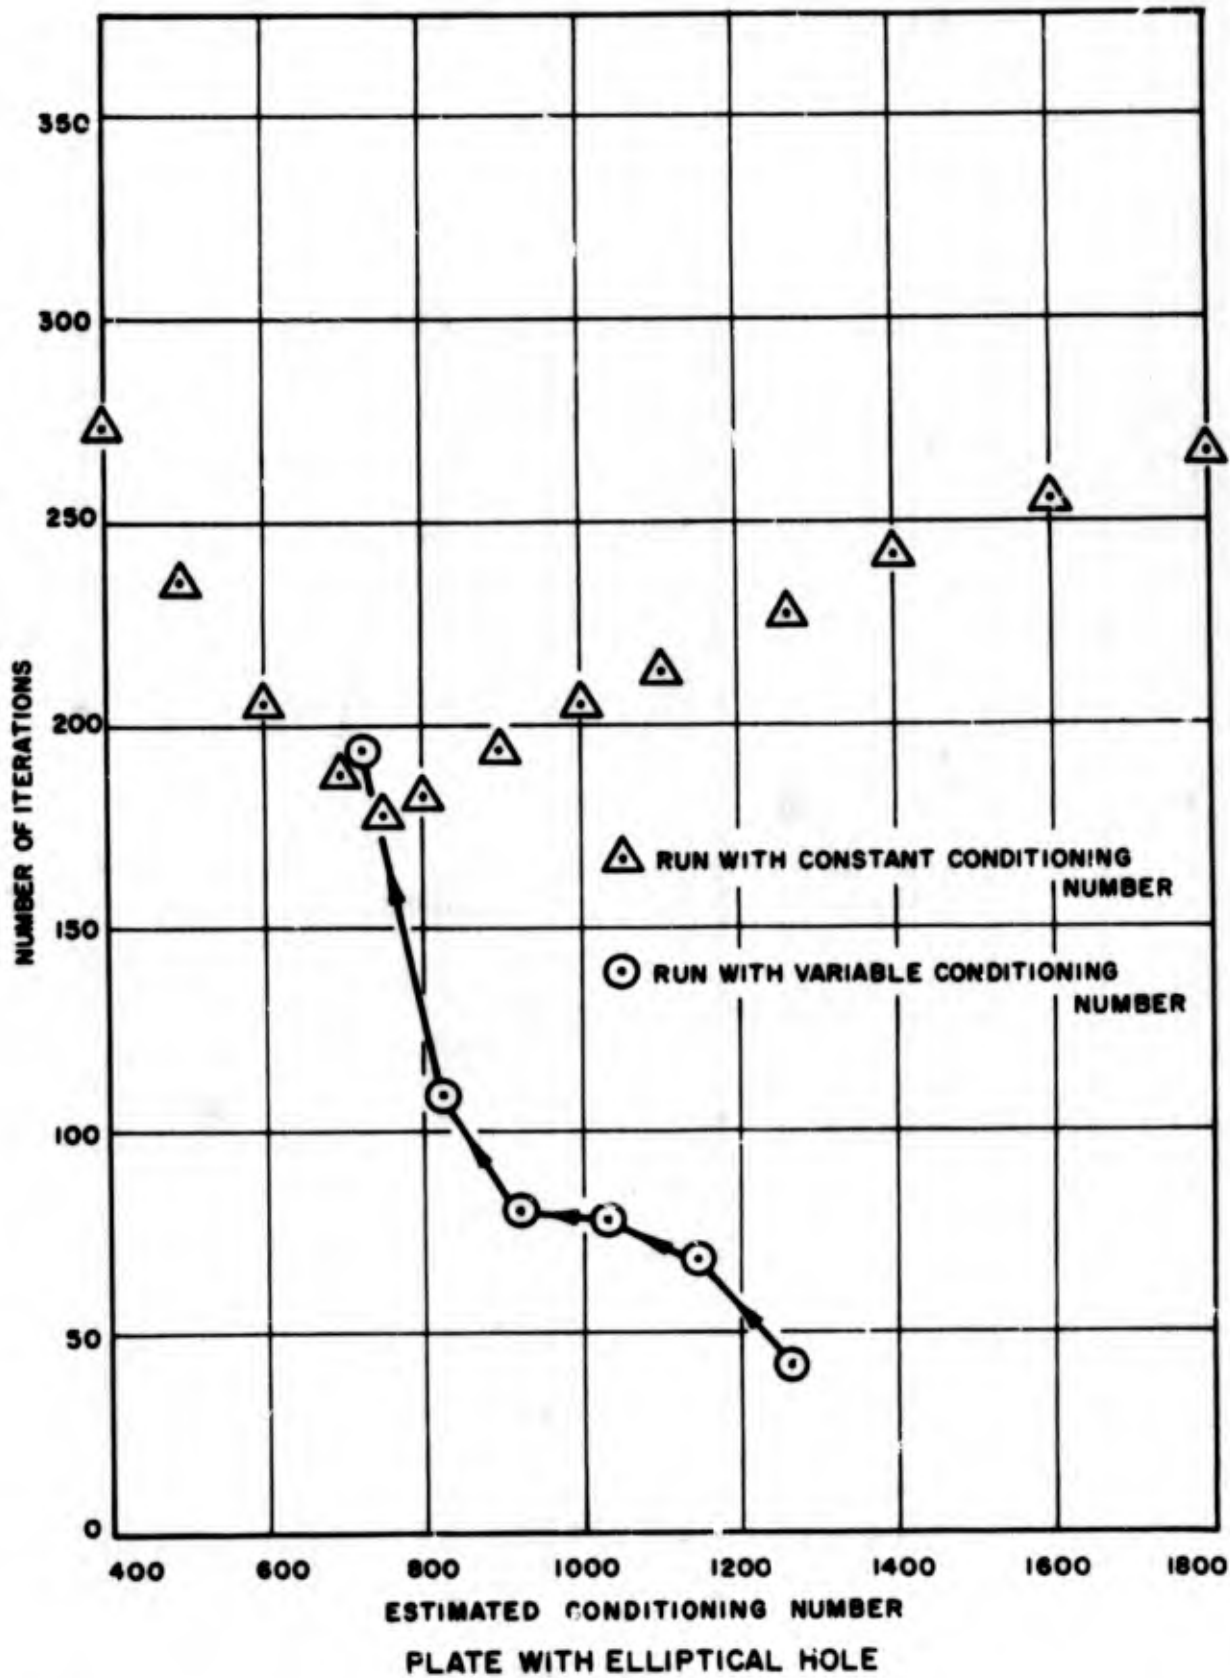 350
300
250
200
150
100
50
0
NUMBER OF ITERATIONS
RUN WITH CONSTANT CONDITIONING
NUMBER
RUN WITH VARIABLE CONDITIONING
NUMBER
400 600 800 1000 1200 1400 1600 1800
ESTIMATED CONDITIONING NUMBER
PLATE WITH ELLIPTICAL HOLE